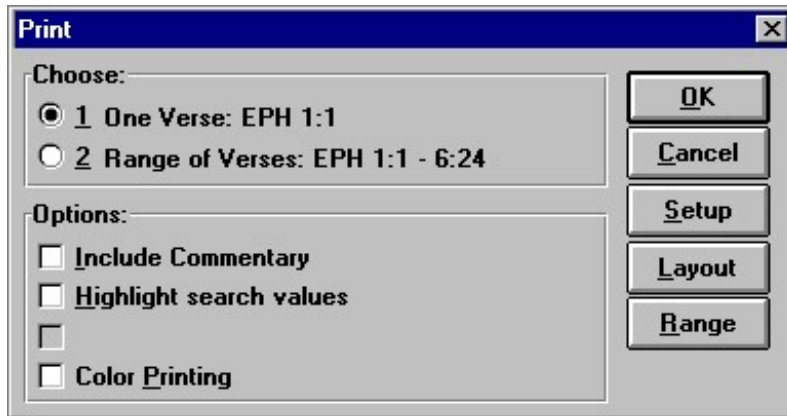 Print
Choose:
1 One Verse: EPH 1:1
2 Range of Verses: EPH 1:1 - 6:24
Options:
Include Commentary
Highlight search values
Color Printing
OK
Cancel
Setup
Layout
Range